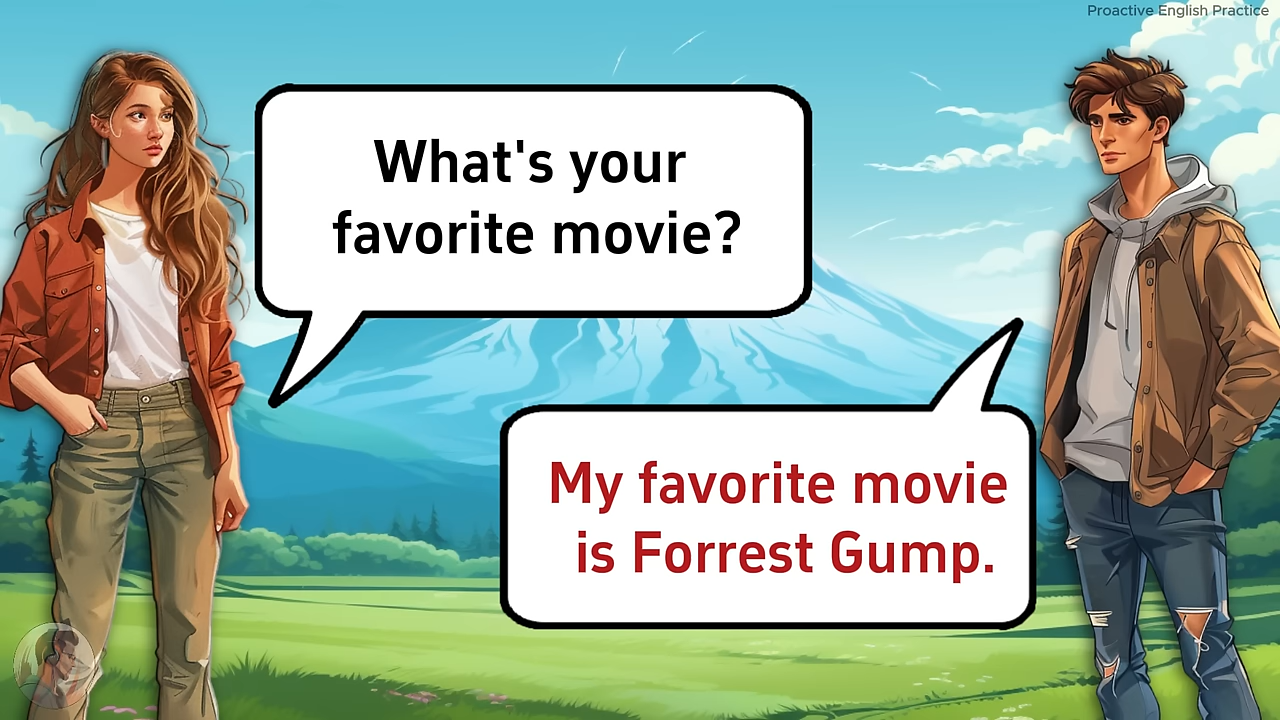 Proactive English Practice
What's your
favorite movie?
My favorite movie
is Forrest Gump.